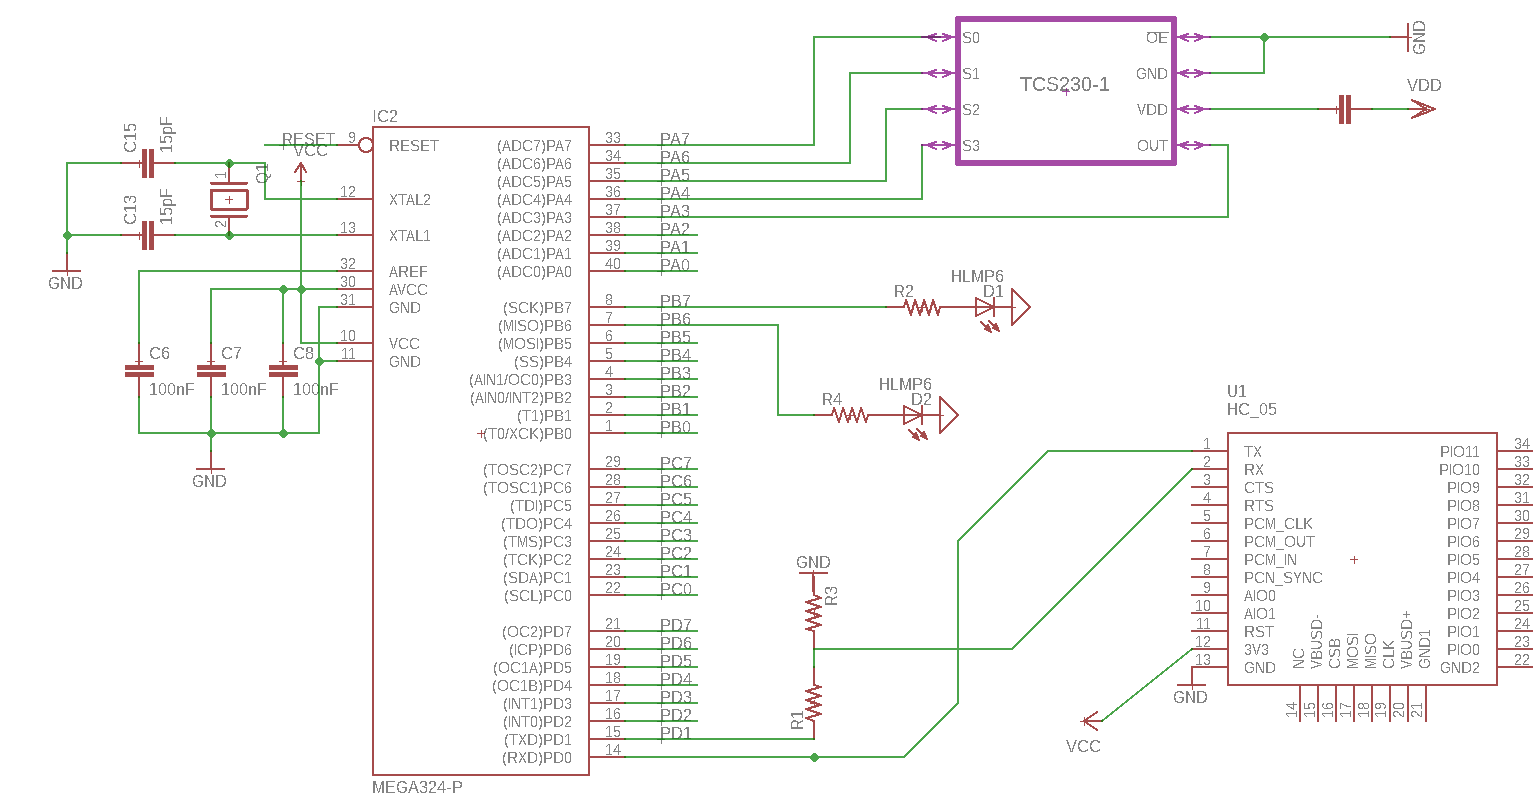 IC2
MEGA324-P
RESET
VCC
C15
15pF
C13
15pF
Q1
1
2
GND
C6
100nF
C7
100nF
C8
100nF
GND
9 RESET
12 XTAL2
13 XTAL1
32 AREF
30 AVCC
31 GND
10 VCC
11 GND
(ADC7)PA7 33 PA7
(ADC6)PA6 34 PA6
(ADC5)PA5 35 PA5
(ADC4)PA4 36 PA4
(ADC3)PA3 37 PA3
(ADC2)PA2 38 PA2
(ADC1)PA1 39 PA1
(ADC0)PA0 40 PA0
(SCK)PB7 8 PB7
(MISO)PB6 7 PB6
(MOSI)PB5 6 PB5
(SS)PB4 5 PB4
(AIN1/OC0)PB3 4 PB3
(AIN0/INT2)PB2 3 PB2
(T1)PB1 2 PB1
(T0/XCK)PB0 1 PB0
(TOSC2)PC7 29 PC7
(TOSC1)PC6 28 PC6
(TDI)PC5 27 PC5
(TDO)PC4 26 PC4
(TMS)PC3 25 PC3
(TCK)PC2 24 PC2
(SDA)PC1 23 PC1
(SCL)PC0 22 PC0
(OC2)PD7 21 PD7
(ICP)PD6 20 PD6
(OC1A)PD5 19 PD5
(OC1B)PD4 18 PD4
(INT1)PD3 17 PD3
(INT0)PD2 16 PD2
(TXD)PD1 15 PD1
(RXD)PD0 14
TCS230-1
S0 OE
S1 GND
S2 VDD
S3 OUT
GND
VDD
R2
HLMP6
D1
R4
HLMP6
D2
GND
R3
R1
U1
HC_05
1 TX
2 RX
3 CTS
4 RTS
5 PCM_CLK
6 PCM_OUT
7 PCM_IN
8 PCN_SYNC
9 AIO0
10 AIO1
11 RST
12 3V3
13 GND
NC 14
VBUSD- 15
CSB 16
MOSI 17
MISO 18
CLK 19
VBUSD+ 20
GND1 21
PIO11 34
PIO10 33
PIO9 32
PIO8 31
PIO7 30
PIO6 29
PIO5 28
PIO4 27
PIO3 26
PIO2 25
PIO1 24
PIO0 23
GND2 22
GND
VCC